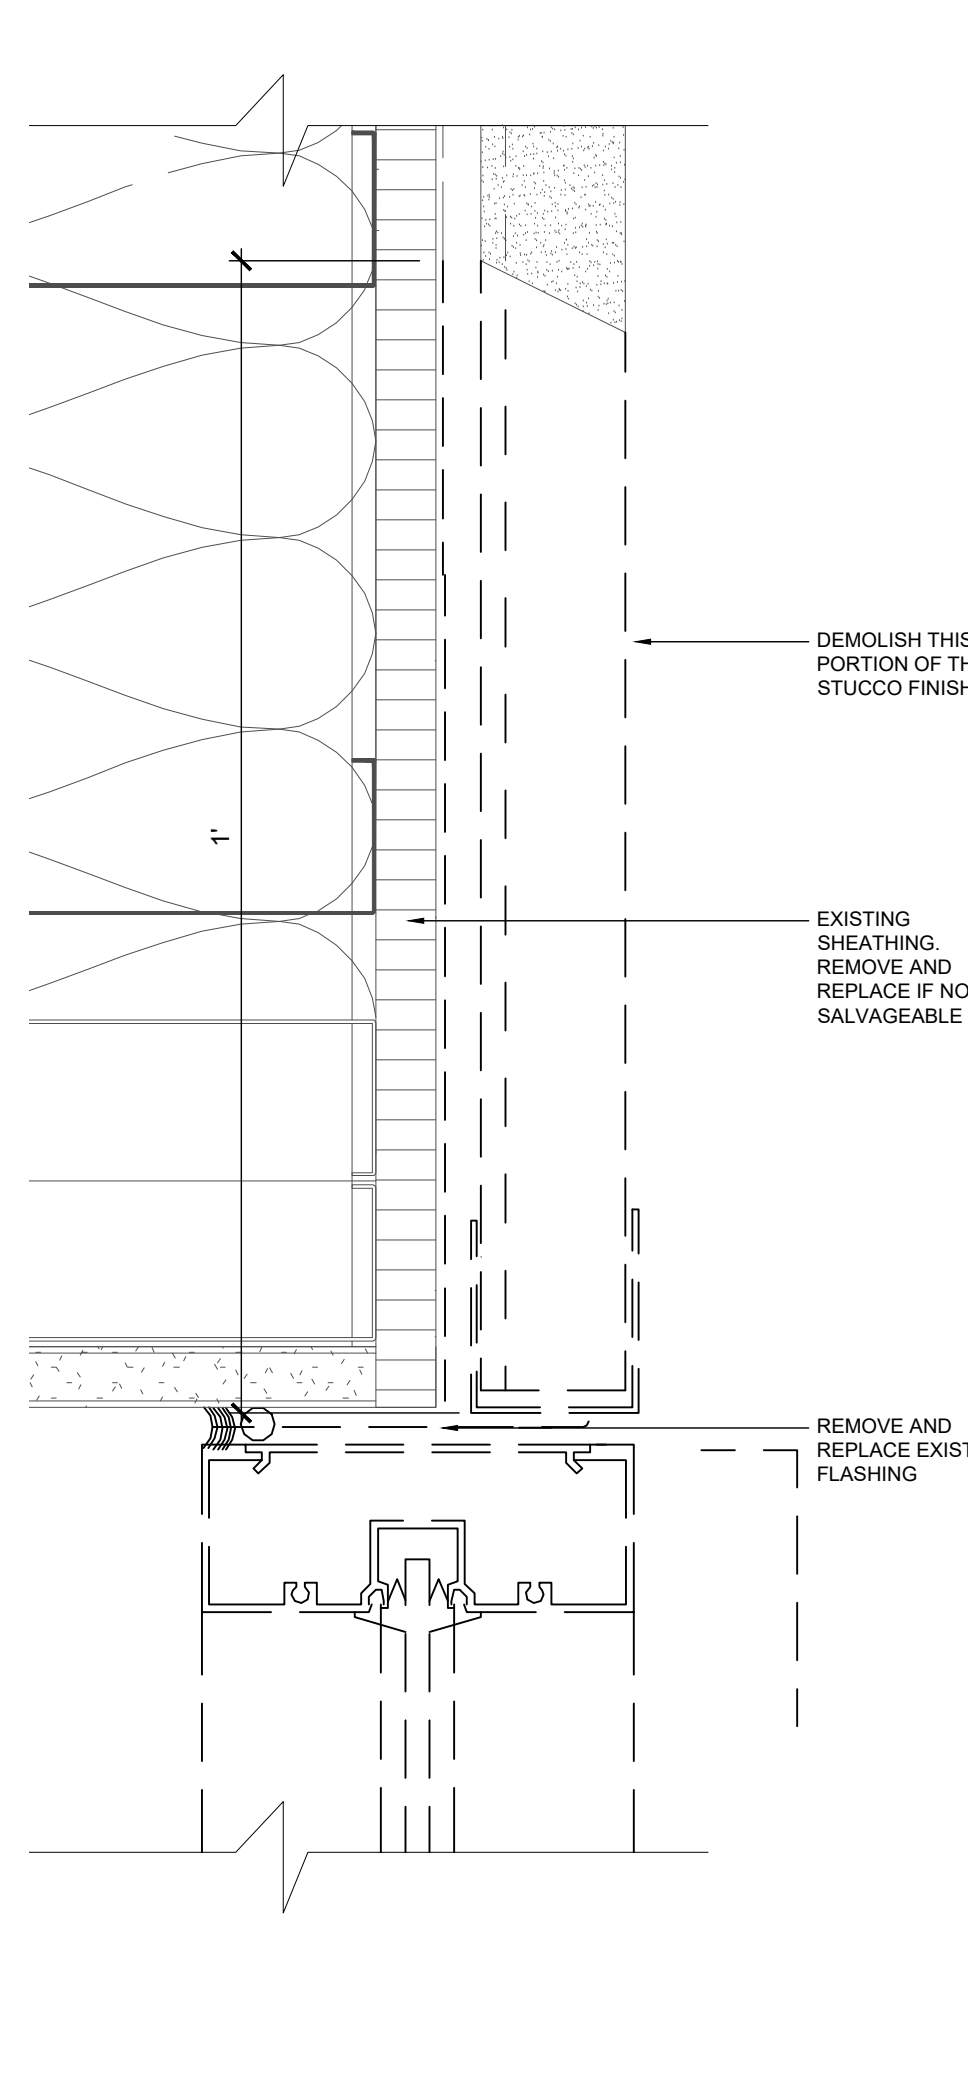 DEMOLISH THIS
PORTION OF TH
STUCCO FINISH
1'
EXISTING
SHEATHING.
REMOVE AND
REPLACE IF NO
SALVAGEABLE
REMOVE AND
REPLACE EXIST
FLASHING